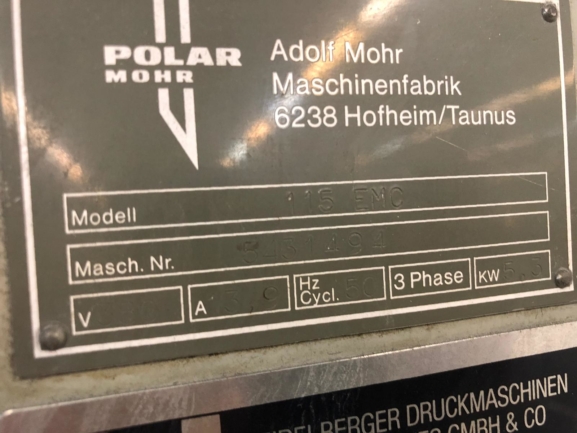 POLAR
MOHR
Adolf Mohr
Maschinenfabrik
6238 Hofheim/Taunus
Modell 115 EMC
Masch. Nr.
V
A
Hz
Cycl.
3 Phase
KW
DRUCKMASCHINEN
GMBH & CO